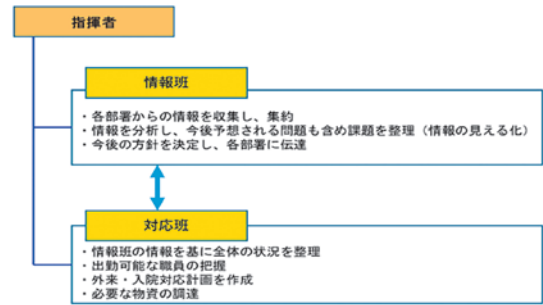 指揮者
情報班
・各部署からの情報を収集し、集約
・情報を分析し、今後予想される問題も含め課題を整理（情報の見える化）
・今後の方針を決定し、各部署に伝達
対応班
・情報班の情報を基に全体の状況を整理
・出勤可能な職員の把握
・外来・入院対応計画を作成
・必要な物資の調達